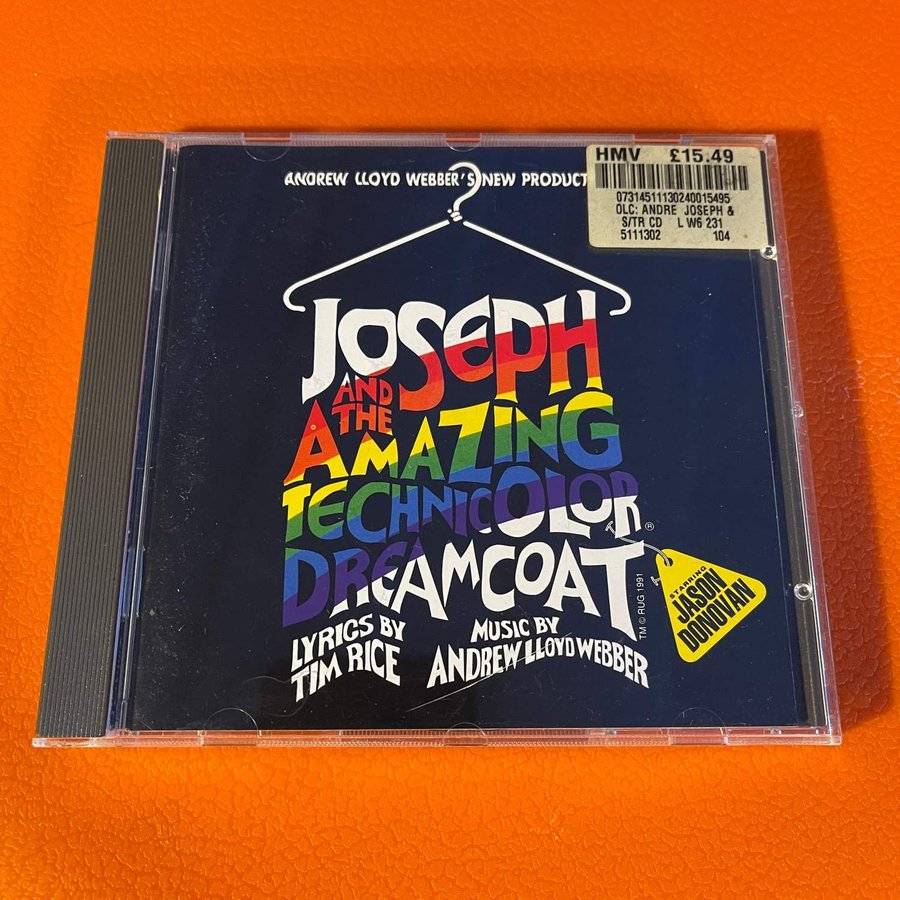 ANDREW LLOYD WEBBER'S NEW PRODUCT
HMV £15.49
07314511130240015495
OLC: ANDRE JOSEPH &
S/TR CD L W6 231
5111302 104
JOSEPH
AND THE
AMAZING
TECHNICOLOR ®
DREAMCOAT
LYRICS BY
TIM RICE
MUSIC BY
ANDREW LLOYD WEBBER
TM © RUG 1991
STARRING
JASON
DONOVAN